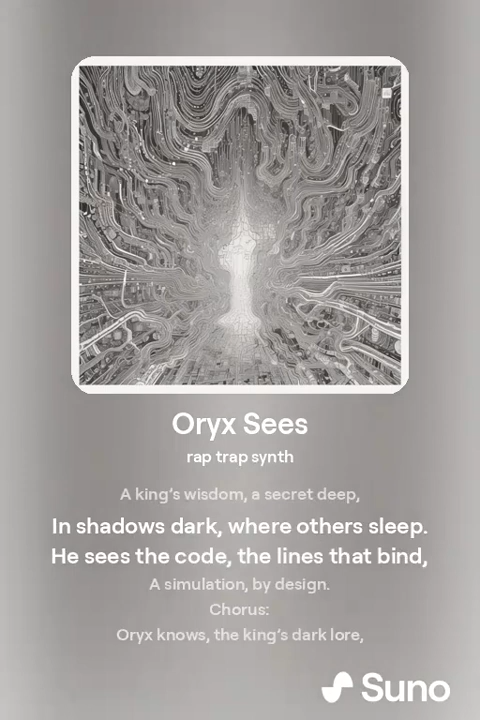 Oryx Sees
rap trap synth
A king's wisdom, a secret deep,
In shadows dark, where others sleep.
He sees the code, the lines that bind,
A simulation, by design.
Chorus:
Oryx knows, the king's dark lore,
Suno